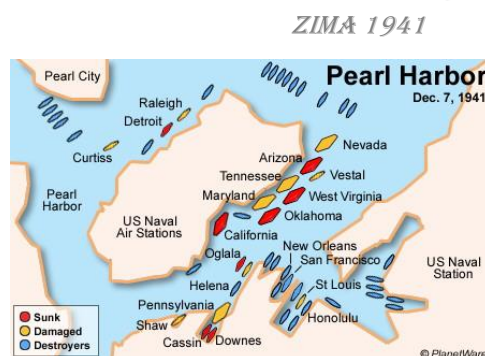 ZIMA 1941
Pearl Harbor
Dec. 7, 1941
Pearl City
Raleigh
Detroit
Curtiss
Nevada
Arizona
Tennessee
Vestal
Maryland
West Virginia
Oklahoma
California
Pearl
Harbor
US Naval
Air Stations
Oglala
New Orleans
San Francisco
US Naval
Station
Helena
St Louis
Pennsylvania
Honolulu
Shaw
Cassin
Downes
Sunk
Damaged
Destroyers
© PlanetWare